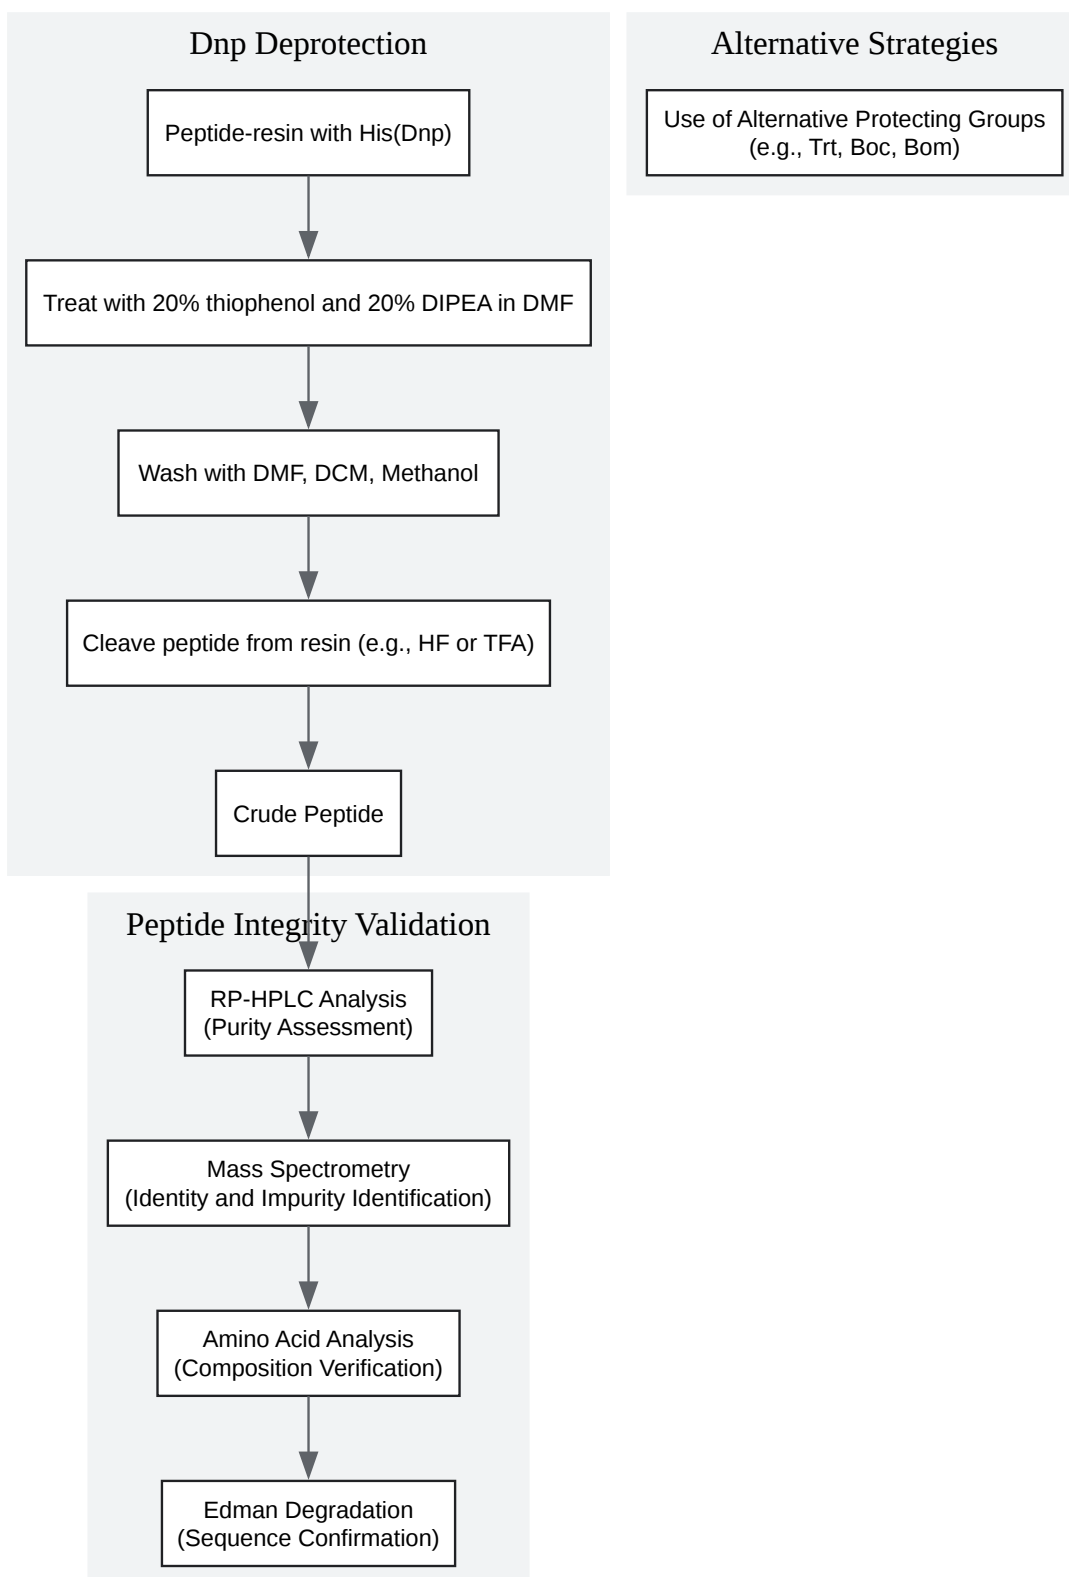 Dnp Deprotection
Peptide-resin with His(Dnp)
Treat with 20% thiophenol and 20% DIPEA in DMF
Wash with DMF, DCM, Methanol
Cleave peptide from resin (e.g., HF or TFA)
Crude Peptide
Peptide Integrity Validation
RP-HPLC Analysis
(Purity Assessment)
Mass Spectrometry
(Identity and Impurity Identification)
Amino Acid Analysis
(Composition Verification)
Edman Degradation
(Sequence Confirmation)
Alternative Strategies
Use of Alternative Protecting Groups
(e.g., Trt, Boc, Bom)